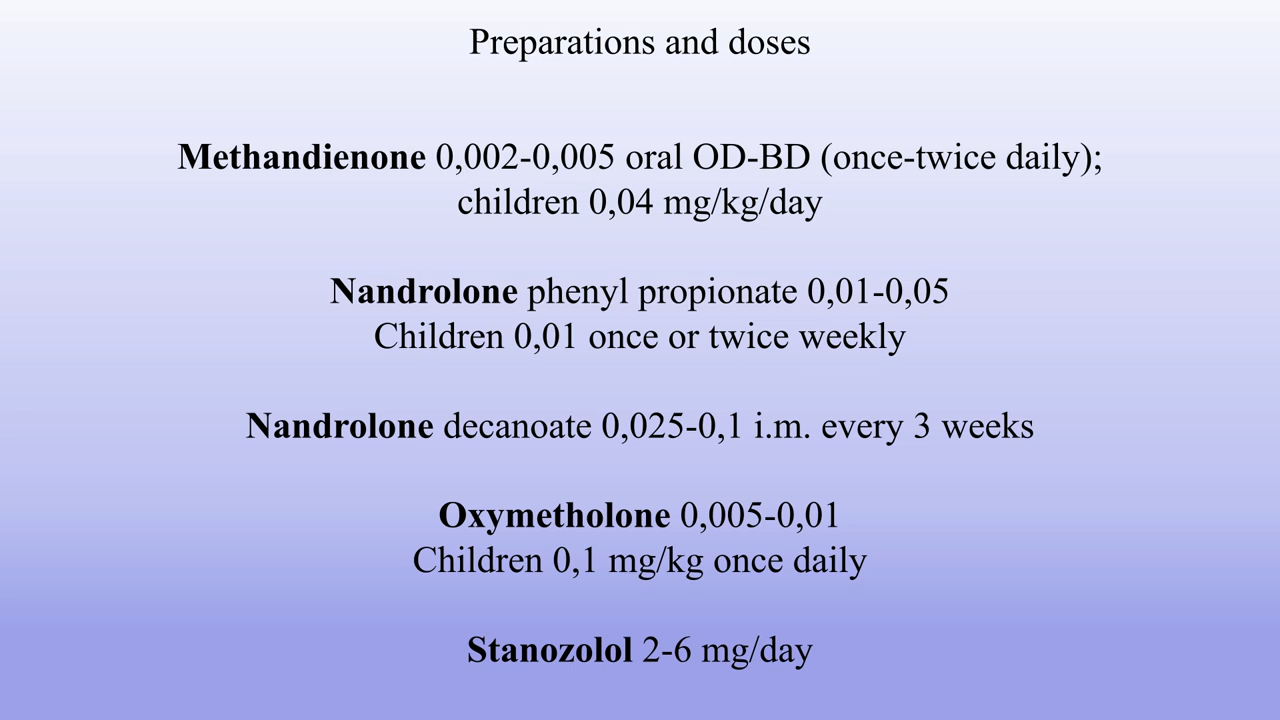 Preparations and doses
Methandienone 0,002-0,005 oral OD-BD (once-twice daily);
children 0,04 mg/kg/day
Nandrolone phenyl propionate 0,01-0,05
Children 0,01 once or twice weekly
Nandrolone decanoate 0,025-0,1 i.m. every 3 weeks
Oxymetholone 0,005-0,01
Children 0,1 mg/kg once daily
Stanozolol 2-6 mg/day